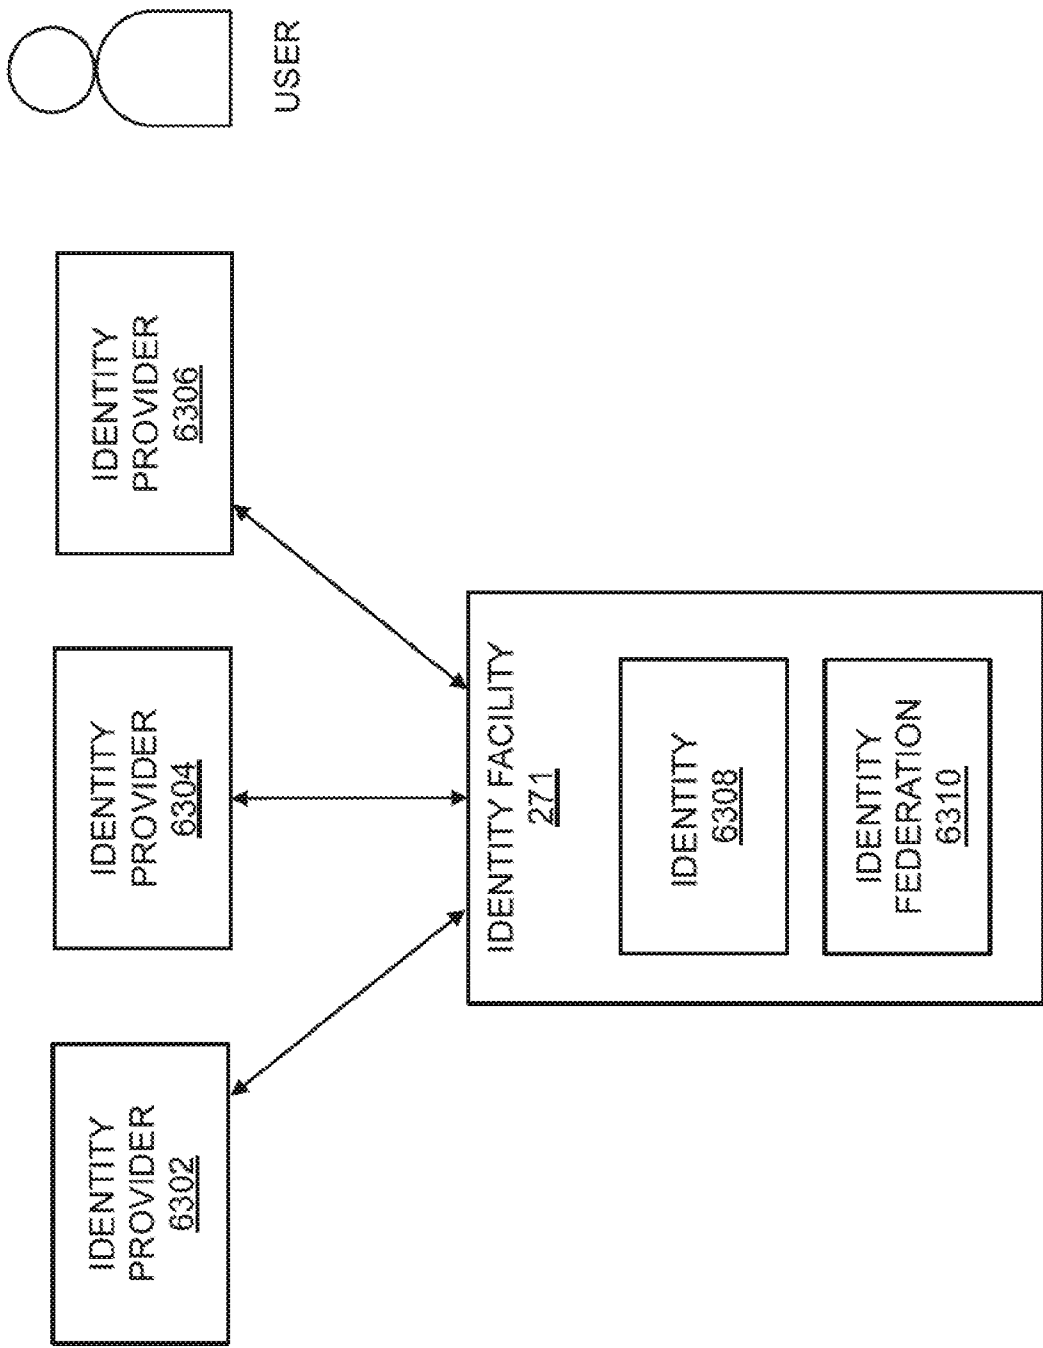 IDENTITY
PROVIDER
6302
IDENTITY
PROVIDER
6304
IDENTITY
PROVIDER
6306
USER
IDENTITY FACILITY
271
IDENTITY
6308
IDENTITY
FEDERATION
6310